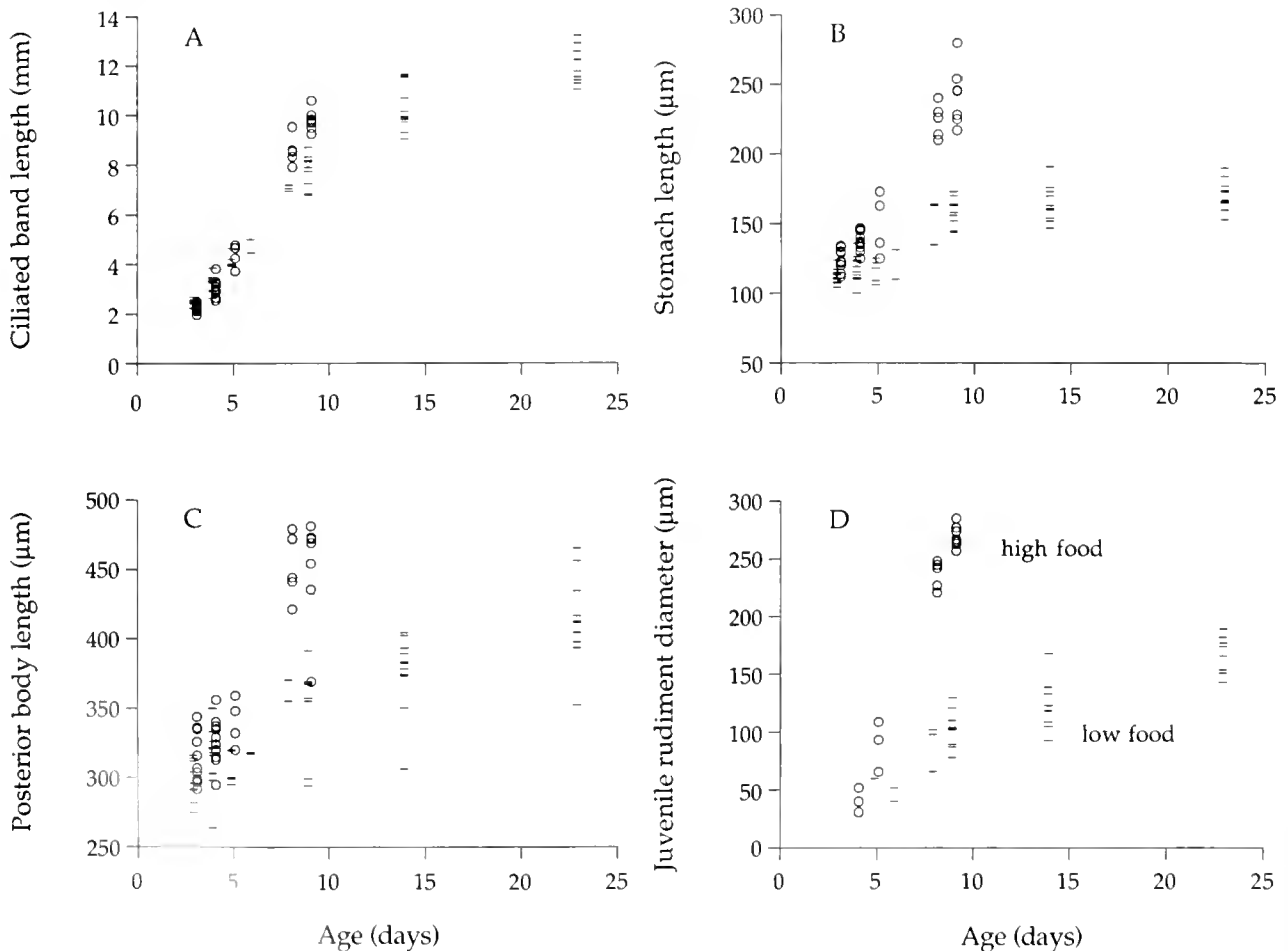 A
Ciliated band length (mm)
14
12
10
8
6
4
2
0
0 5 10 15 20 25
B
Stomach length (µm)
300
250
200
150
100
50
0 5 10 15 20 25
C
Posterior body length (µm)
500
450
400
350
300
250
0 5 10 15 20 25
Age (days)
D
Juvenile rudiment diameter (µm)
300
250
200
150
100
50
0
high food
low food
0 5 10 15 20 25
Age (days)